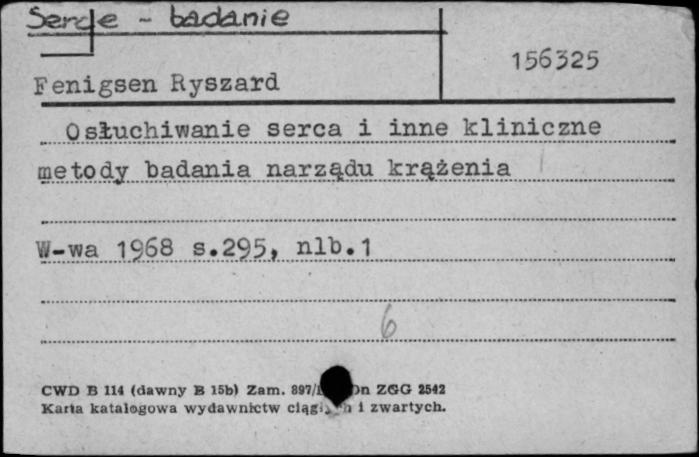 Serce - badanie
156325
Fenigsen Ryszard
Osłuchiwanie serca i inne kliniczne
metody badania narządu krążenia
W-wa 1968 s.295, nlb.1
6
CWD B 114 (dawny B 15b) Zam. 897/ ZGG 2542
Karta katalogowa wydawnictw i zwartych.